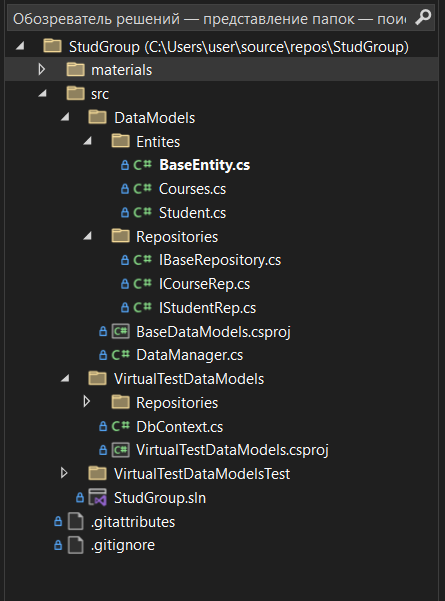 Обозреватель решений — представление папок — пои
StudGroup (C:\Users\user\source\repos\StudGroup)
materials
src
DataModels
Entites
C# BaseEntity.cs
C# Courses.cs
C# Student.cs
Repositories
C# IBaseRepository.cs
C# ICourseRep.cs
C# IStudentRep.cs
C# BaseDataModels.csproj
C# DataManager.cs
VirtualTestDataModels
Repositories
C# DbContext.cs
C# VirtualTestDataModels.csproj
VirtualTestDataModelsTest
StudGroup.sln
.gitattributes
.gitignore